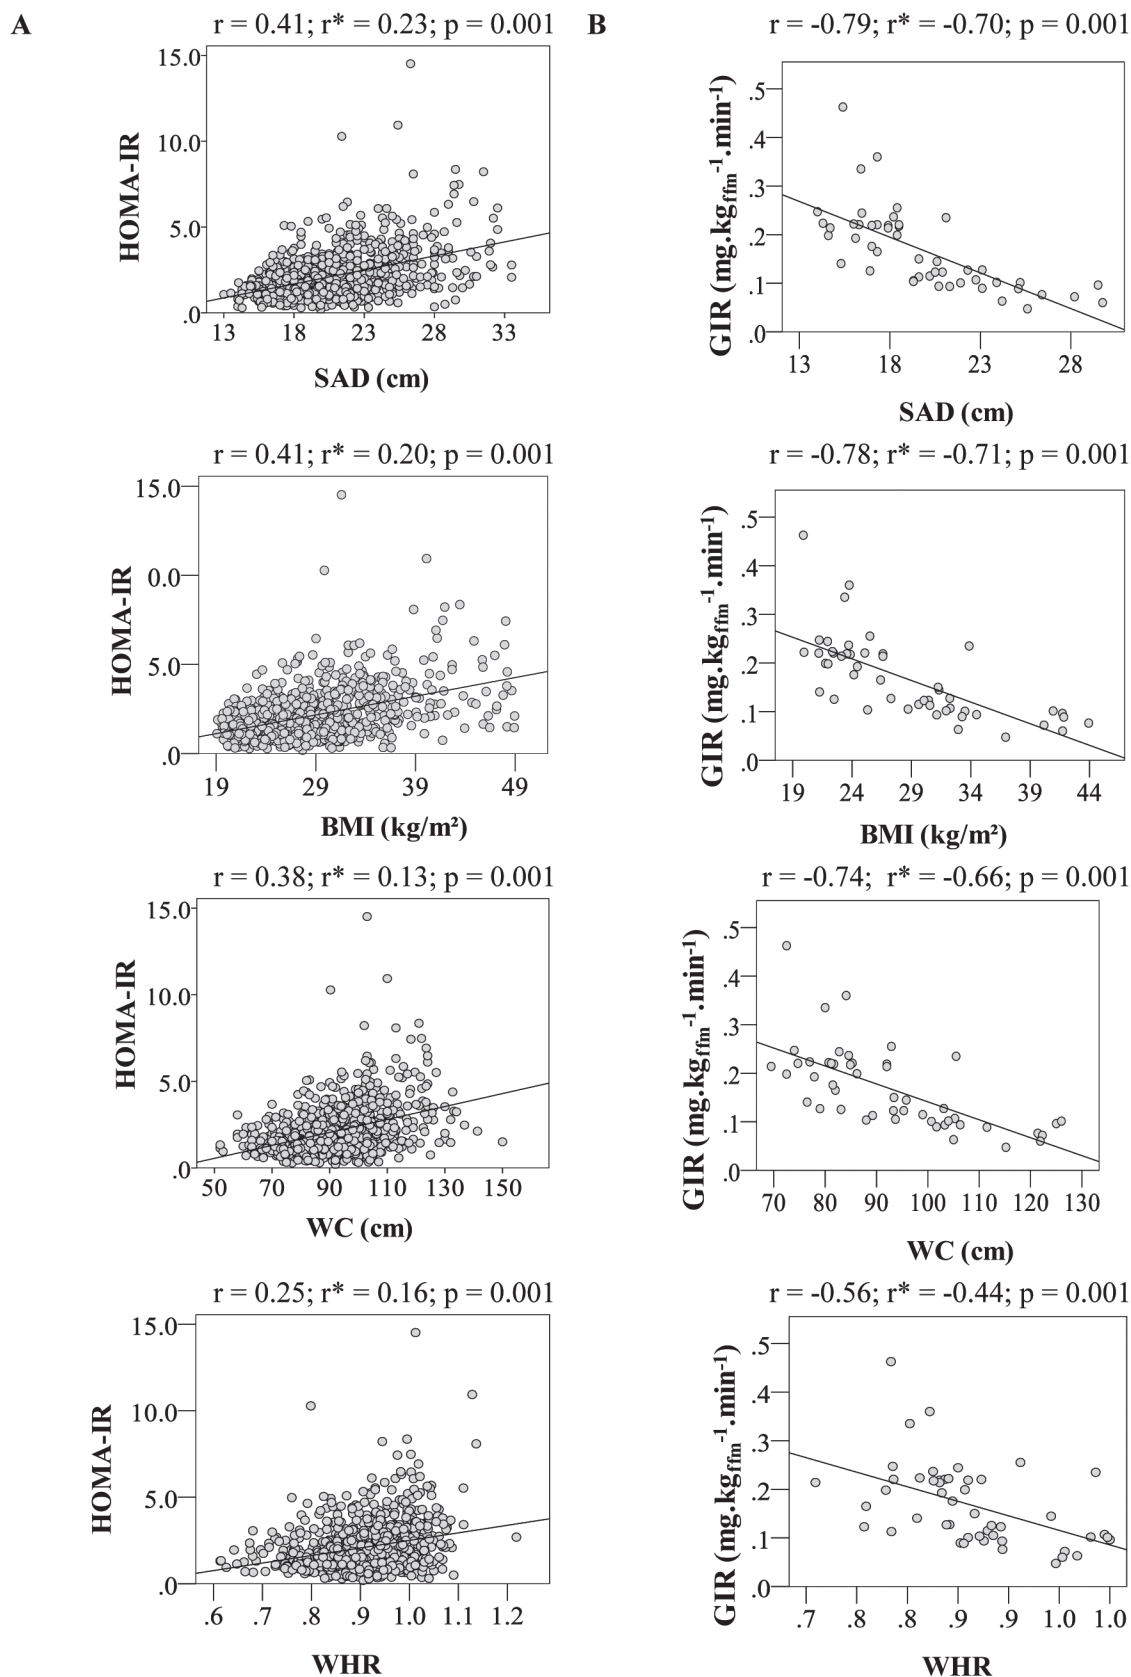 A
r = 0.41; r* = 0.23; p = 0.001
15.0
10.0
5.0
.0
HOMA-IR
13 18 23 28 33
SAD (cm)
B
r = -0.79; r* = -0.70; p = 0.001
.5
.4
.3
.2
.1
.0
GIR (mg.kgffm-1.min-1)
13 18 23 28
SAD (cm)
r = 0.41; r* = 0.20; p = 0.001
15.0
0.0
5.0
.0
HOMA-IR
19 29 39 49
BMI (kg/m²)
r = -0.78; r* = -0.71; p = 0.001
.5
.4
.3
.2
.1
.0
GIR (mg.kgffm-1.min-1)
19 24 29 34 39 44
BMI (kg/m²)
r = 0.38; r* = 0.13; p = 0.001
15.0
10.0
5.0
.0
HOMA-IR
50 70 90 110 130 150
WC (cm)
r = -0.74; r* = -0.66; p = 0.001
.5
.4
.3
.2
.1
.0
GIR (mg.kgffm-1.min-1)
70 80 90 100 110 120 130
WC (cm)
r = 0.25; r* = 0.16; p = 0.001
15.0
10.0
5.0
.0
HOMA-IR
.6 .7 .8 .9 1.0 1.1 1.2
WHR
r = -0.56; r* = -0.44; p = 0.001
.5
.4
.3
.2
.1
.0
GIR (mg.kgffm-1.min-1)
.7 .8 .8 .9 .9 1.0 1.0
WHR